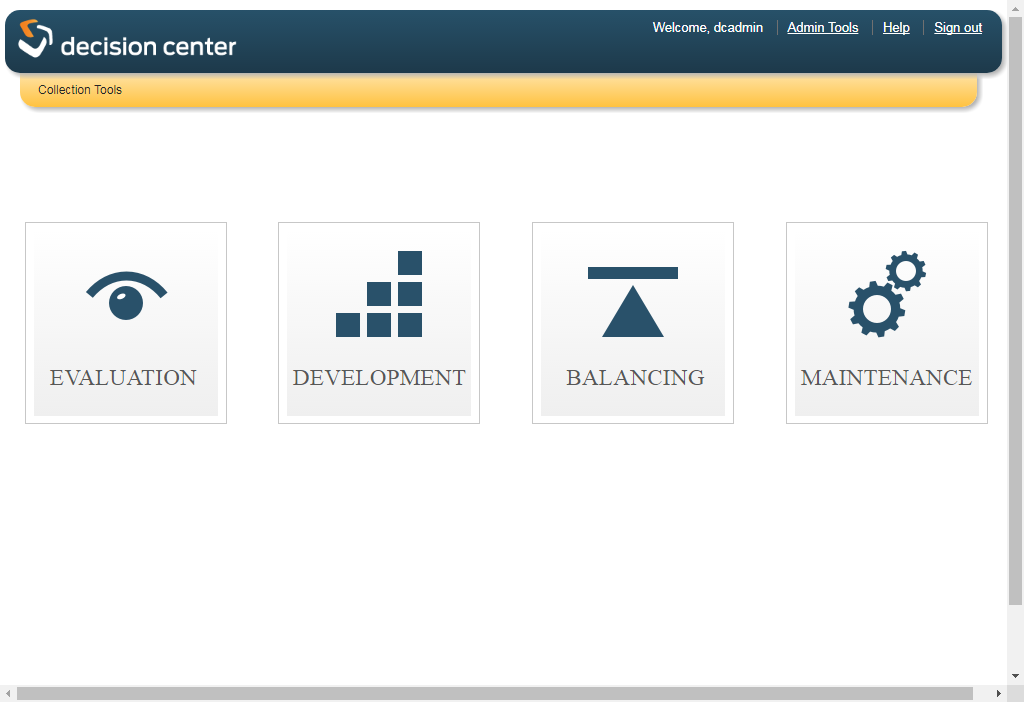 decision center
Welcome, dcadmin
Admin Tools
Help
Sign out
Collection Tools
EVALUATION
DEVELOPMENT
BALANCING
MAINTENANCE